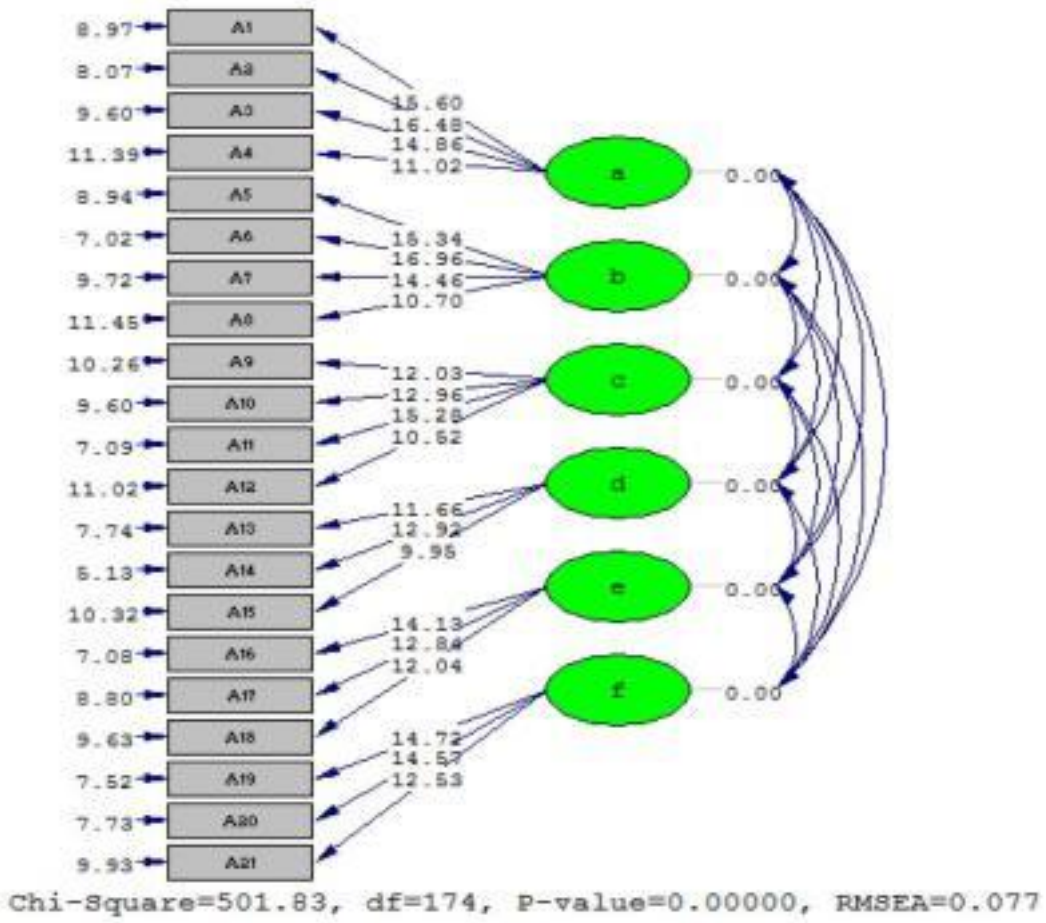 8.97 A1
8.07 A2
15.60
9.60 A3
16.48
14.86
11.39 A4
11.02
a 0.00
8.94 A5
7.02 A6
15.34
16.96
9.72 A7
14.46
b 0.00
10.70
11.45 A8
10.26 A9
12.03
c 0.00
9.60 A10
12.96
15.28
7.09 A11
10.52
11.02 A12
d 0.00
11.66
7.74 A13
12.92
9.95
5.13 A14
e 0.00
10.32 A15
14.13
7.08 A16
12.84
12.04
8.80 A17
f 0.00
9.63 A18
14.72
14.57
7.52 A19
12.53
7.73 A20
9.93 A21
Chi-Square=501.83, df=174, P-value=0.00000, RMSEA=0.077